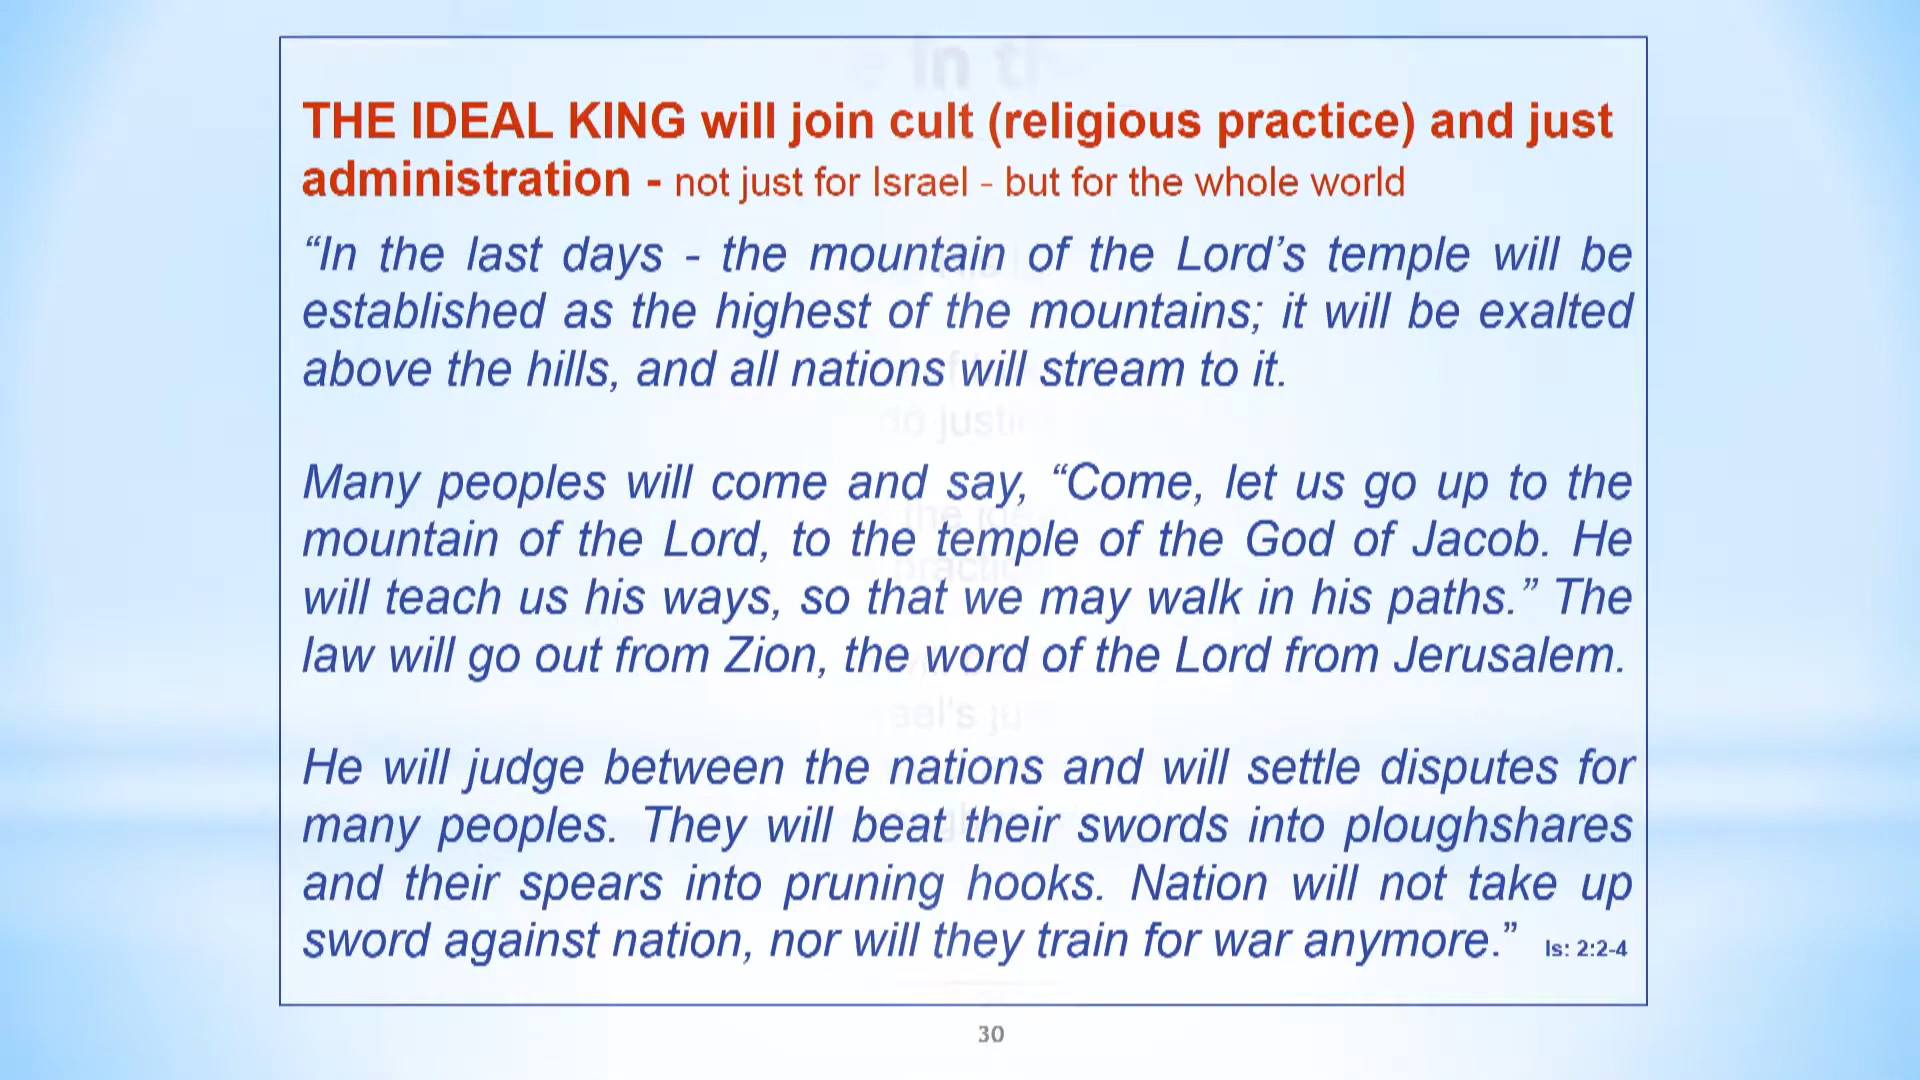 THE IDEAL KING will join cult (religious practice) and just
administration - not just for Israel - but for the whole world
“In the last days - the mountain of the Lord’s temple will be
established as the highest of the mountains; it will be exalted
above the hills, and all nations will stream to it.
Many peoples will come and say, “Come, let us go up to the
mountain of the Lord, to the temple of the God of Jacob. He
will teach us his ways, so that we may walk in his paths.” The
law will go out from Zion, the word of the Lord from Jerusalem.
He will judge between the nations and will settle disputes for
many peoples. They will beat their swords into ploughshares
and their spears into pruning hooks. Nation will not take up
sword against nation, nor will they train for war anymore.” Is: 2:2-4
30